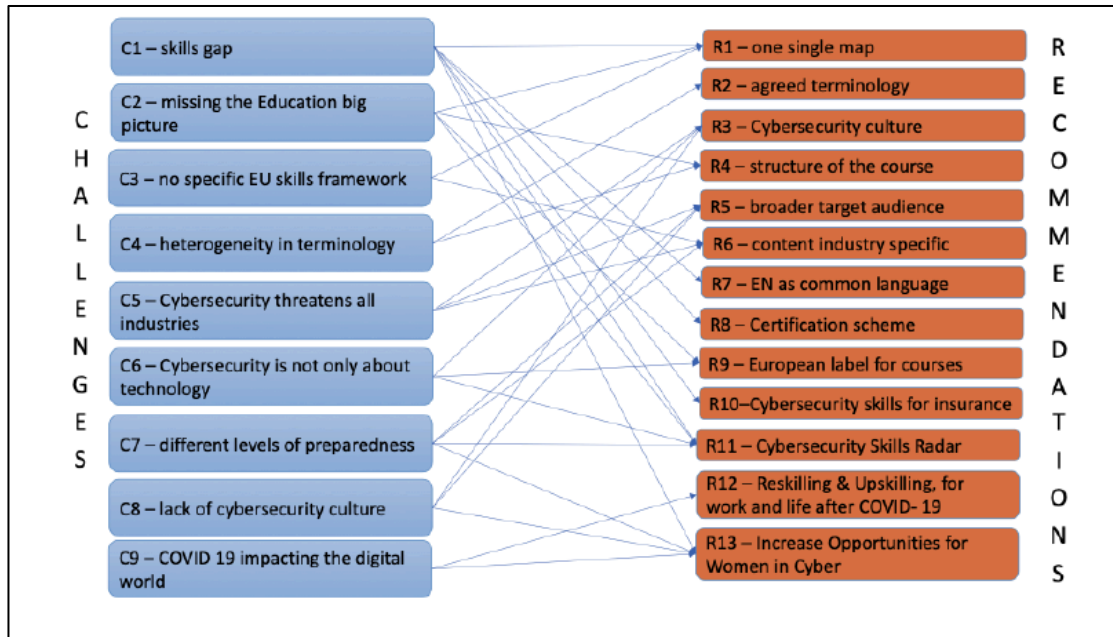 CHALLENGES
C1 – skills gap
C2 – missing the Education big
picture
C3 – no specific EU skills framework
C4 – heterogeneity in terminology
C5 – Cybersecurity threatens all
industries
C6 – Cybersecurity is not only about
technology
C7 – different levels of preparedness
C8 – lack of cybersecurity culture
C9 – COVID 19 impacting the digital
world
R1 – one single map
R2 – agreed terminology
R3 – Cybersecurity culture
R4 – structure of the course
R5 – broader target audience
R6 – content industry specific
R7 – EN as common language
R8 – Certification scheme
R9 – European label for courses
R10–Cybersecurity skills for insurance
R11 – Cybersecurity Skills Radar
R12 – Reskilling & Upskilling, for
work and life after COVID- 19
R13 – Increase Opportunities for
Women in Cyber
RECOMMENDATIONS